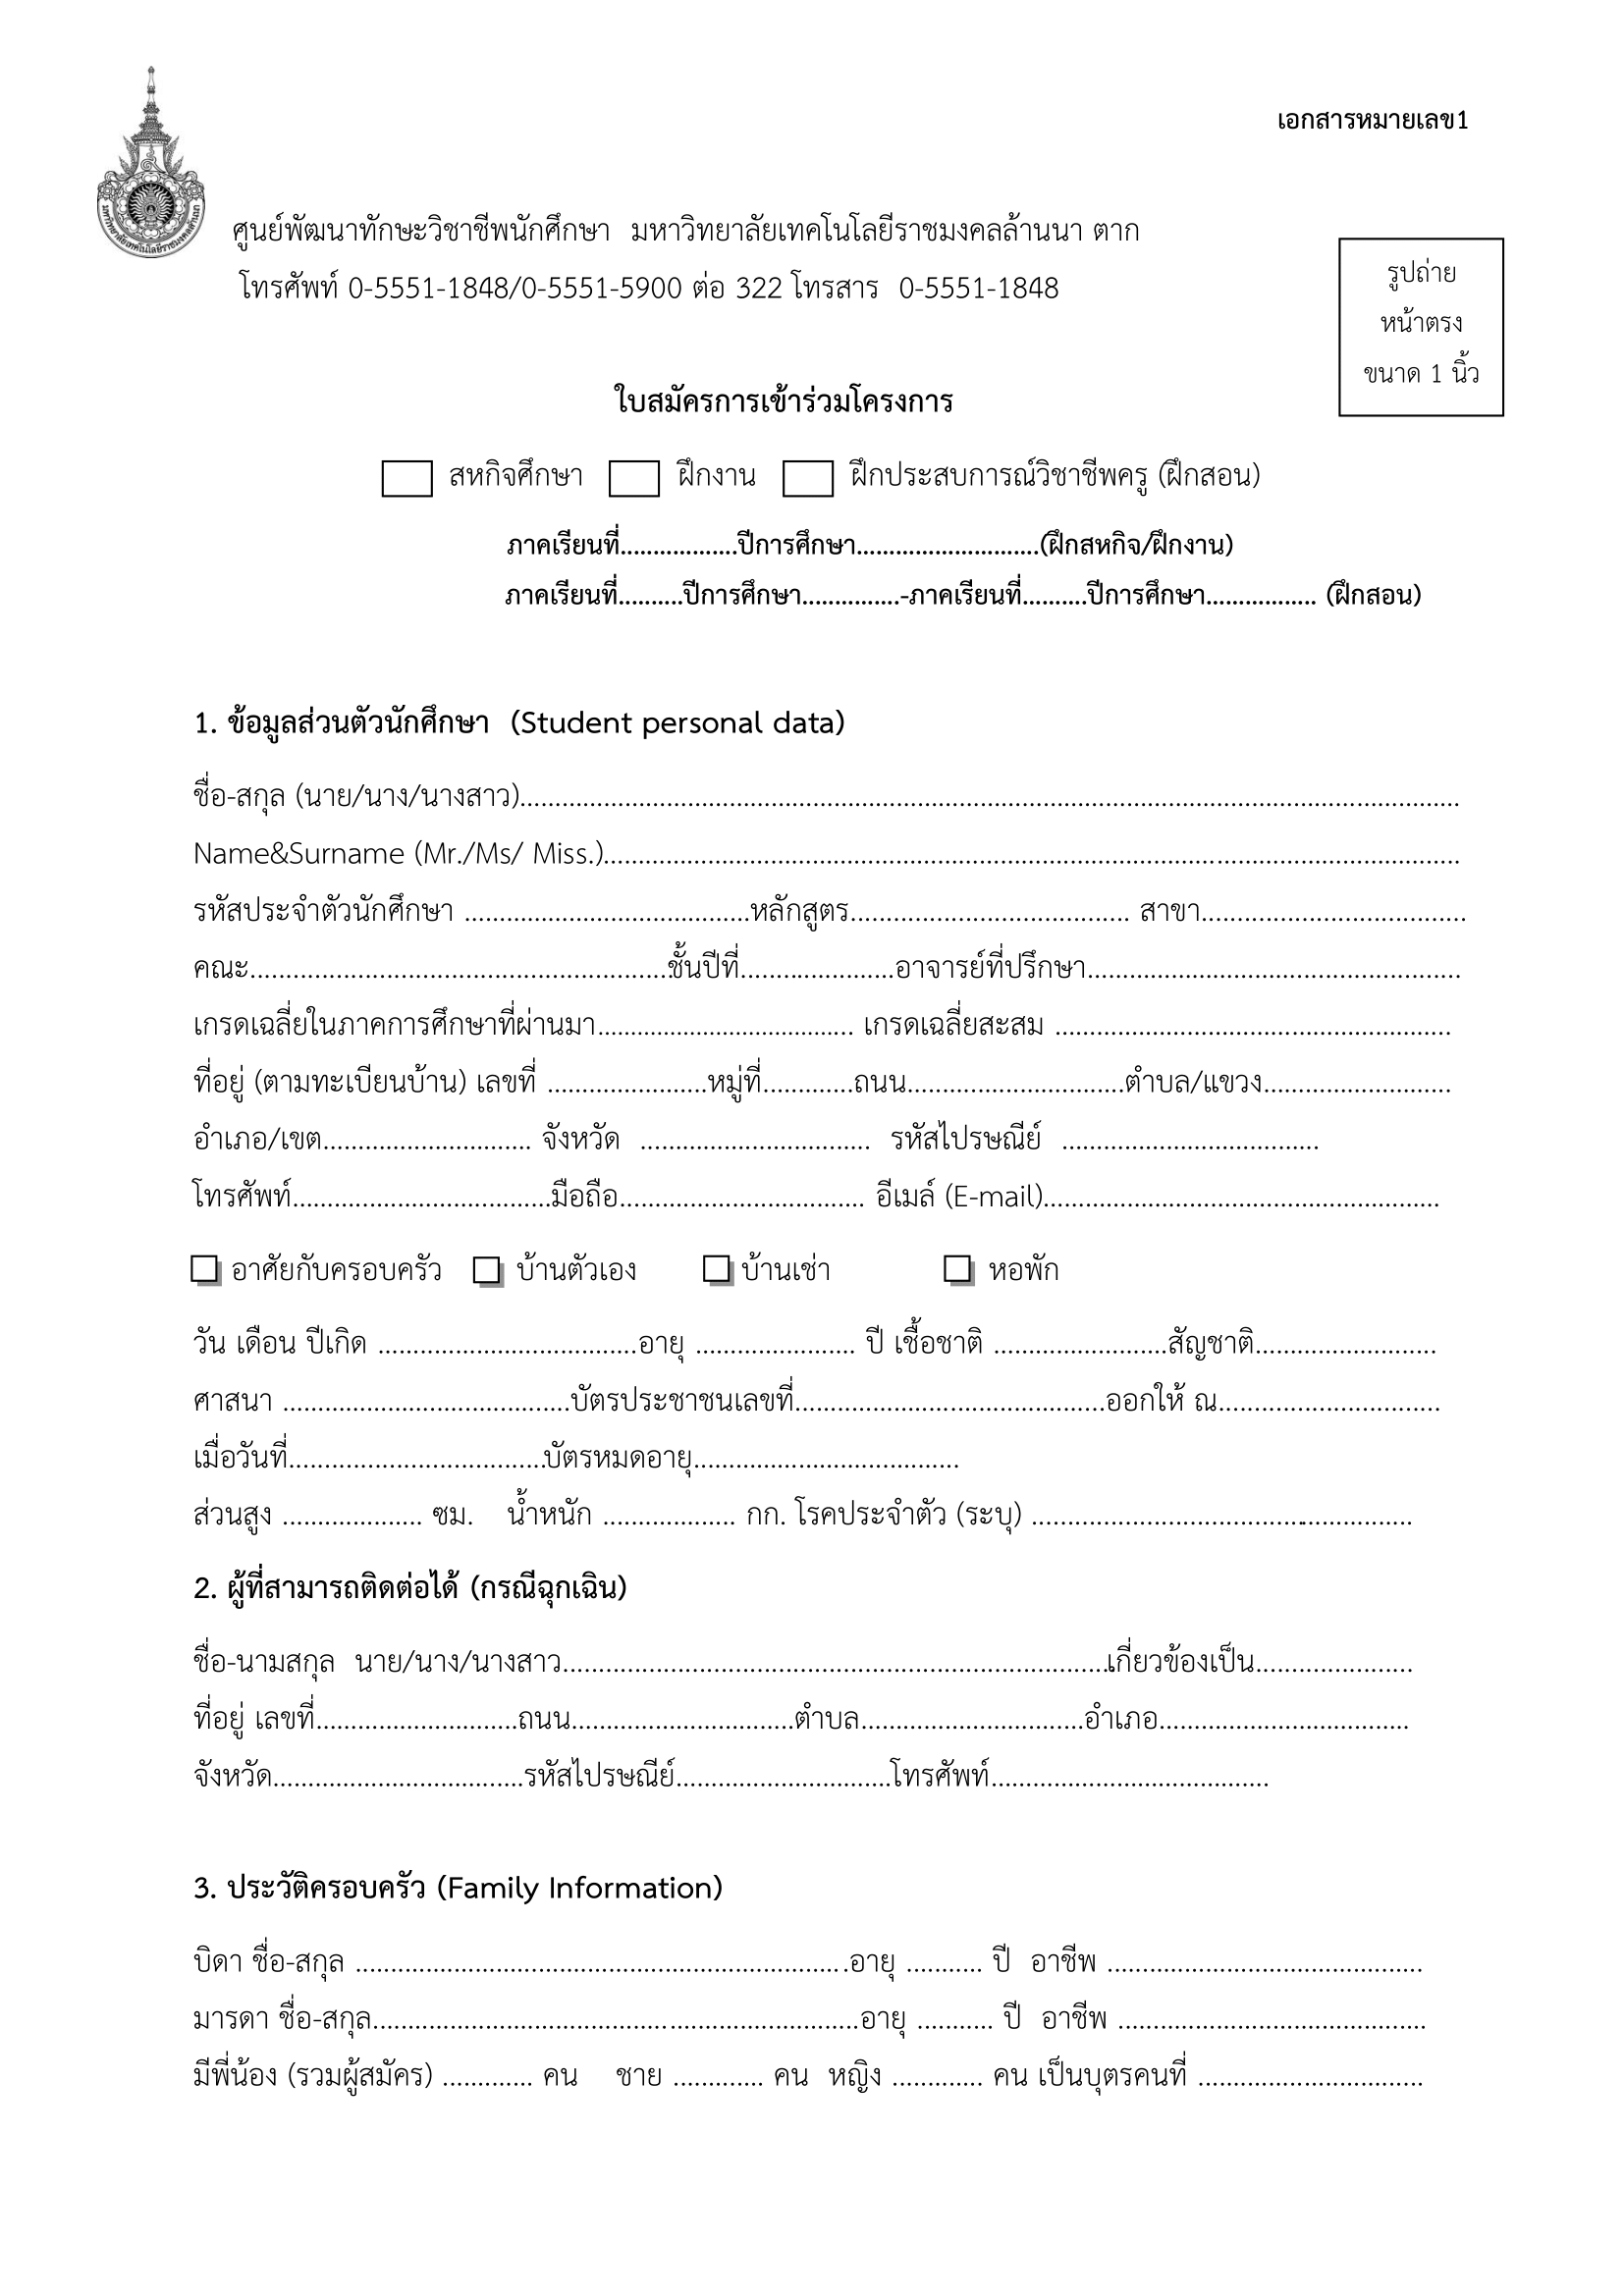 เอกสารหมายเลข1
มหาวิทยาลัยเทคโนโลยีราชมงคลล้านนา
ศูนย์พัฒนาทักษะวิชาชีพนักศึกษา มหาวิทยาลัยเทคโนโลยีราชมงคลล้านนา ตาก
โทรศัพท์ 0-5551-1848/0-5551-5900 ต่อ 322 โทรสาร 0-5551-1848
รูปถ่าย
หน้าตรง
ขนาด 1 นิ้ว
ใบสมัครการเข้าร่วมโครงการ
สหกิจศึกษา ฝึกงาน ฝึกประสบการณ์วิชาชีพครู (ฝึกสอน)
ภาคเรียนที่..................ปีการศึกษา............................(ฝึกสหกิจ/ฝึกงาน)
ภาคเรียนที่..........ปีการศึกษา...............-ภาคเรียนที่..........ปีการศึกษา................. (ฝึกสอน)
1. ข้อมูลส่วนตัวนักศึกษา (Student personal data)
ชื่อ-สกุล (นาย/นาง/นางสาว)..........................................................................................
Name&Surname (Mr./Ms/ Miss.)..........................................................................................
รหัสประจำตัวนักศึกษา ........................................หลักสูตร........................................ สาขา.....................................
คณะ..........................................................ชั้นปีที่.....................อาจารย์ที่ปรึกษา....................................................
เกรดเฉลี่ยในภาคการศึกษาที่ผ่านมา.................................... เกรดเฉลี่ยสะสม .......................................................
ที่อยู่ (ตามทะเบียนบ้าน) เลขที่ ......................หมู่ที่.............ถนน..............................ตำบล/แขวง..........................
อำเภอ/เขต............................. จังหวัด ................................ รหัสไปรษณีย์ ....................................
โทรศัพท์....................................มือถือ.................................. อีเมล์ (E-mail).......................................................
อาศัยกับครอบครัว บ้านตัวเอง บ้านเช่า หอพัก
วัน เดือน ปีเกิด ....................................อายุ ...................... ปี เชื้อชาติ ........................สัญชาติ.........................
ศาสนา ........................................บัตรประชาชนเลขที่...........................................ออกให้ ณ...............................
เมื่อวันที่....................................บัตรหมดอายุ.....................................
ส่วนสูง .................... ซม. น้ำหนัก ................... กก. โรคประจำตัว (ระบุ) .....................................................
2. ผู้ที่สามารถติดต่อได้ (กรณีฉุกเฉิน)
ชื่อ-นามสกุล นาย/นาง/นางสาว............................................................................เกี่ยวข้องเป็น......................
ที่อยู่ เลขที่............................ถนน...............................ตำบล...............................อำเภอ...................................
จังหวัด...................................รหัสไปรษณีย์..............................โทรศัพท์.......................................
3. ประวัติครอบครัว (Family Information)
บิดา ชื่อ-สกุล .....................................................................อายุ ........... ปี อาชีพ ............................................
มารดา ชื่อ-สกุล....................................................................อายุ ........... ปี อาชีพ ...........................................
มีพี่น้อง (รวมผู้สมัคร) ............. คน ชาย ............. คน หญิง ............. คน เป็นบุตรคนที่ ...............................